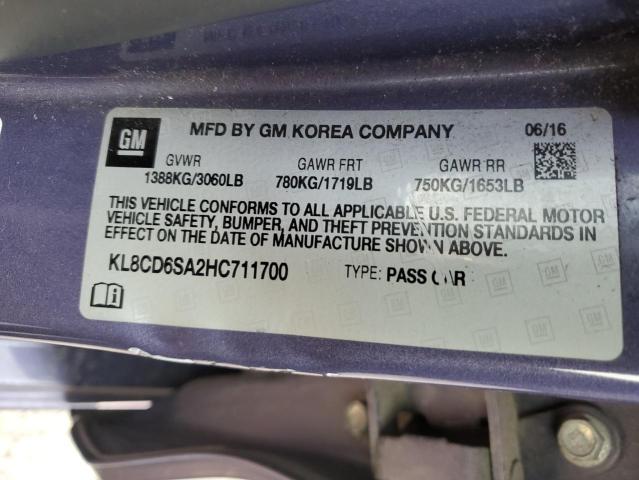 GM
MFD BY GM KOREA COMPANY 06/16
GVWR GAWR FRT GAWR RR
1388KG/3060LB 780KG/1719LB 750KG/1653LB
THIS VEHICLE CONFORMS TO ALL APPLICABLE U.S. FEDERAL MOTOR
VEHICLE SAFETY, BUMPER, AND THEFT PREVENTION STANDARDS IN
EFFECT ON THE DATE OF MANUFACTURE SHOWN ABOVE.
KL8CD6SA2HC711700 TYPE: PASS CAR